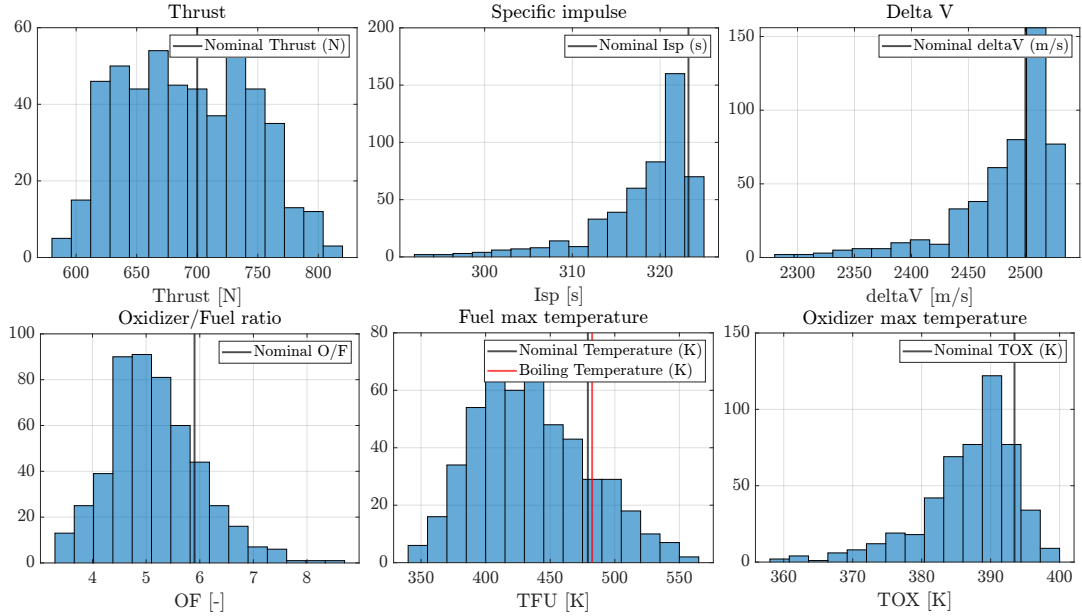 Thrust
Nominal Thrust (N)
60
40
20
0
600
650
700
750
800
Thrust [N]
Specific impulse
Nominal Isp (s)
200
150
100
50
0
300
310
320
Isp [s]
Delta V
Nominal deltaV (m/s)
150
100
50
0
2300
2350
2400
2450
2500
deltaV [m/s]
Oxidizer/Fuel ratio
Nominal O/F
100
80
60
40
20
0
4
5
6
7
8
OF [-]
Fuel max temperature
Nominal Temperature (K)
Boiling Temperature (K)
80
60
40
20
0
350
400
450
500
550
TFU [K]
Oxidizer max temperature
Nominal TOX (K)
150
100
50
0
360
370
380
390
400
TOX [K]